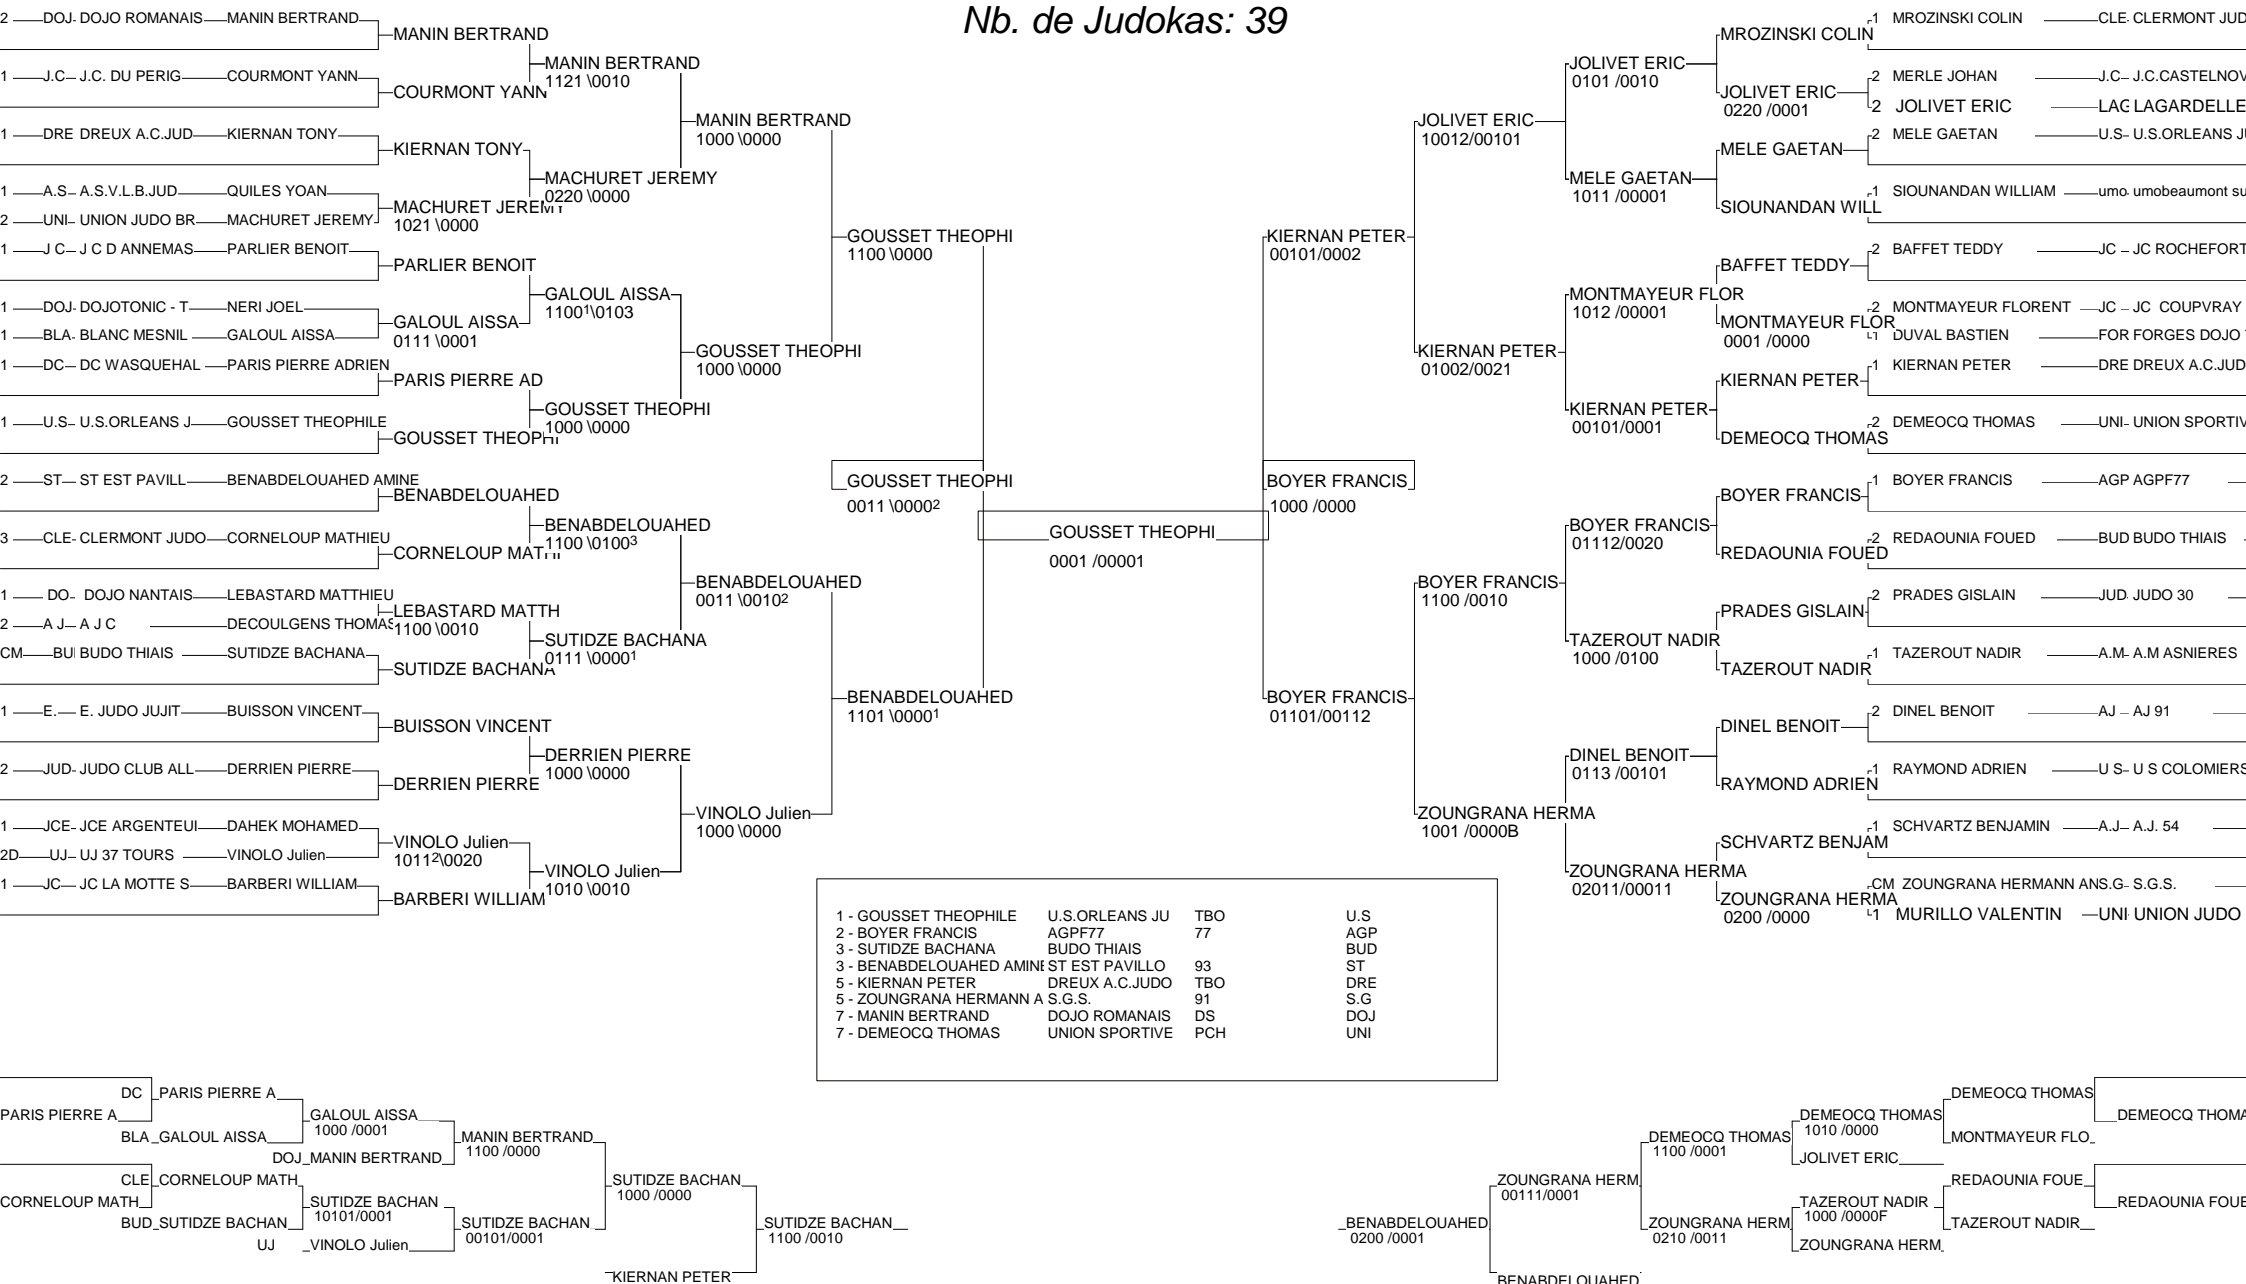 Nb. de Judokas: 39
2 DOJ DOJO ROMANAIS MANIN BERTRAND
MANIN BERTRAND
MANIN BERTRAND
1121 \0010
1 J.C J.C. DU PERIG COURMONT YANN
COURMONT YANN
MANIN BERTRAND
1000 \0000
1 DRE DREUX A.C.JUD KIERNAN TONY
KIERNAN TONY
MACHURET JEREMY
0220 \0000
1 A.S A.S.V.L.B.JUD QUILES YOAN
MACHURET JEREMY
1021 \0000
2 UNI UNION JUDO BR MACHURET JEREMY
GOUSSET THEOPHI
1100 \0000
1 J C J C D ANNEMAS PARLIER BENOIT
PARLIER BENOIT
GALOUL AISSA
1100¹\0103
1 DOJ DOJOTONIC - T NERI JOEL
GALOUL AISSA
0111 \0001
1 BLA BLANC MESNIL GALOUL AISSA
GOUSSET THEOPHI
1000 \0000
1 DC DC WASQUEHAL PARIS PIERRE ADRIEN
PARIS PIERRE AD
GOUSSET THEOPHI
1000 \0000
1 U.S U.S.ORLEANS J GOUSSET THEOPHILE
GOUSSET THEOPHI
GOUSSET THEOPHI
0011 \0000²
2 ST ST EST PAVILL BENABDELOUAHED AMINE
BENABDELOUAHED
BENABDELOUAHED
1100 \0100³
3 CLE CLERMONT JUDO CORNELOUP MATHIEU
CORNELOUP MATH
BENABDELOUAHED
0011 \0010²
1 DO DOJO NANTAIS LEBASTARD MATTHIEU
LEBASTARD MATTH
1100 \0010
2 A J A J C DECOULGENS THOMAS
SUTIDZE BACHANA
0111 \0000¹
CM BU BUDO THIAIS SUTIDZE BACHANA
SUTIDZE BACHANA
BENABDELOUAHED
1101 \0000¹
1 E. E. JUDO JUJIT BUISSON VINCENT
BUISSON VINCENT
DERRIEN PIERRE
1000 \0000
2 JUD JUDO CLUB ALL DERRIEN PIERRE
DERRIEN PIERRE
VINOLO Julien
1000 \0000
1 JCE JCE ARGENTEUI DAHEK MOHAMED
VINOLO Julien
1011²\0020
2D UJ UJ 37 TOURS VINOLO Julien
VINOLO Julien
1010 \0010
1 JC JC LA MOTTE S BARBERI WILLIAM
BARBERI WILLIAM
GOUSSET THEOPHI
0001 /00001
1 MROZINSKI COLIN CLE CLERMONT JUD
MROZINSKI COLIN
JOLIVET ERIC
0101 /0010
2 MERLE JOHAN J.C J.C.CASTELNOV
JOLIVET ERIC
0220 /0001
2 JOLIVET ERIC LAG LAGARDELLE
JOLIVET ERIC
10012/00101
2 MELE GAETAN U.S U.S.ORLEANS JU
MELE GAETAN
MELE GAETAN
1011 /00001
1 SIOUNANDAN WILLIAM umo umobeaumont su
SIOUNANDAN WILL
KIERNAN PETER
00101/0002
2 BAFFET TEDDY JC JC ROCHEFORT
BAFFET TEDDY
MONTMAYEUR FLOR
1012 /00001
2 MONTMAYEUR FLORENT JC JC COUPVRAY
MONTMAYEUR FLOR
0001 /0000
1 DUVAL BASTIEN FOR FORGES DOJO
KIERNAN PETER
01002/0021
1 KIERNAN PETER DRE DREUX A.C.JUD
KIERNAN PETER
KIERNAN PETER
00101/0001
2 DEMEOCQ THOMAS UNI UNION SPORTIV
DEMEOCQ THOMAS
BOYER FRANCIS
1000 /0000
1 BOYER FRANCIS AGP AGPF77
BOYER FRANCIS
BOYER FRANCIS
01112/0020
2 REDAOUNIA FOUED BUD BUDO THIAIS
REDAOUNIA FOUED
BOYER FRANCIS
1100 /0010
2 PRADES GISLAIN JUD JUDO 30
PRADES GISLAIN
TAZEROUT NADIR
1000 /0100
1 TAZEROUT NADIR A.M A.M ASNIERES
TAZEROUT NADIR
BOYER FRANCIS
01101/00112
2 DINEL BENOIT AJ AJ 91
DINEL BENOIT
DINEL BENOIT
0113 /00101
1 RAYMOND ADRIEN U S U S COLOMIERS
RAYMOND ADRIEN
ZOUNGRANA HERMA
1001 /0000B
1 SCHVARTZ BENJAMIN A.J A.J. 54
SCHVARTZ BENJAM
ZOUNGRANA HERMA
02011/00011
CM ZOUNGRANA HERMANN AN S.G S.G.S.
ZOUNGRANA HERMA
0200 /0000
1 MURILLO VALENTIN UNI UNION JUDO
1 - GOUSSET THEOPHILE U.S.ORLEANS JU TBO U.S
2 - BOYER FRANCIS AGPF77 77 AGP
3 - SUTIDZE BACHANA BUDO THIAIS BUD
3 - BENABDELOUAHED AMINE ST EST PAVILLO 93 ST
5 - KIERNAN PETER DREUX A.C.JUDO TBO DRE
5 - ZOUNGRANA HERMANN A S.G.S. 91 S.G
7 - MANIN BERTRAND DOJO ROMANAIS DS DOJ
7 - DEMEOCQ THOMAS UNION SPORTIVE PCH UNI
DC PARIS PIERRE A
PARIS PIERRE A
GALOUL AISSA
1000 /0001
BLA GALOUL AISSA
MANIN BERTRAND
1100 /0000
DOJ MANIN BERTRAND
CLE CORNELOUP MATH
SUTIDZE BACHAN
1000 /0000
CORNELOUP MATH
SUTIDZE BACHAN
10101/0001
BUD SUTIDZE BACHAN
SUTIDZE BACHAN
00101/0001
SUTIDZE BACHAN
1100 /0010
UJ VINOLO Julien
KIERNAN PETER
DEMEOCQ THOMAS
DEMEOCQ THOMAS
1010 /0000
DEMEOCQ THOMA
DEMEOCQ THOMAS
1100 /0001
MONTMAYEUR FLO
JOLIVET ERIC
ZOUNGRANA HERM
00111/0001
REDAOUNIA FOUE
TAZEROUT NADIR
1000 /0000F
REDAOUNIA FOUE
BENABDELOUAHED
0200 /0001
ZOUNGRANA HERM
0210 /0011
TAZEROUT NADIR
ZOUNGRANA HERM
BENABDELOUAHED